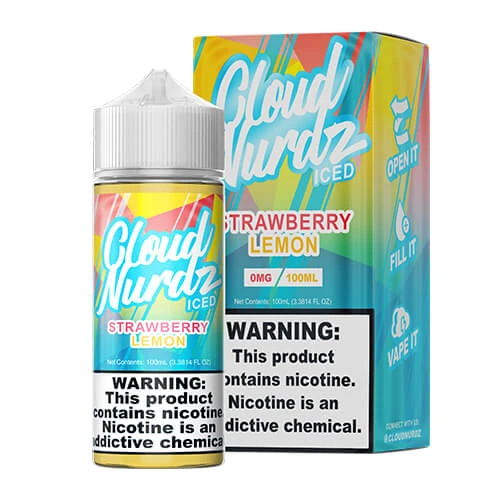 Cloud
Nurdz
ICED
STRAWBERRY
LEMON
Net Contents: 100mL (3.3814 FL OZ)
WARNING:
This product
contains nicotine.
Nicotine is an
addictive chemical.
Cloud
Nurdz
ICED
STRAWBERRY
LEMON
0MG / 100ML
Net Contents: 100mL (3.3814 FL OZ)
WARNING:
This product
contains nicotine.
Nicotine is an
addictive chemical.
OPEN IT
FILL IT
VAPE IT
CONNECT WITH US
@CLOUDNURDZ